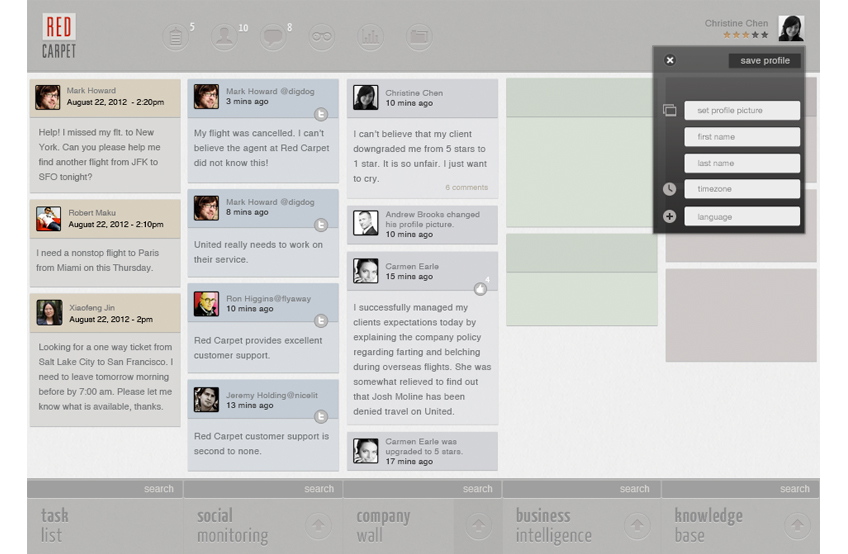 RED
CARPET
5
10
8
Christine Chen
save profile
set profile picture
first name
last name
timezone
language
Mark Howard
August 22, 2012 - 2:20pm
Help! I missed my flt. to New
York. Can you please help me
find another flight from JFK to
SFO tonight?
Robert Maku
August 22, 2012 - 2:10pm
I need a nonstop flight to Paris
from Miami on this Thursday.
Xiaofeng Jin
August 22, 2012 - 2pm
Looking for a one way ticket from
Salt Lake City to San Francisco. I
need to leave tomorrow morning
before by 7:00 am. Please let me
know what is available, thanks.
Mark Howard @digdog
3 mins ago
My flight was cancelled. I can't
believe the agent at Red Carpet
did not know this!
Mark Howard @digdog
8 mins ago
United really needs to work on
their service.
Ron Higgins@flyaway
10 mins ago
Red Carpet provides excellent
customer support.
Jeremy Holding@nicelit
13 mins ago
Red Carpet customer support is
second to none.
Christine Chen
10 mins ago
I can't believe that my client
downgraded me from 5 stars to
1 star. It is so unfair. I just want
to cry.
6 comments
Andrew Brooks changed
his profile picture.
10 mins ago
Carmen Earle
15 mins ago
4
I successfully managed my
clients expectations today by
explaining the company policy
regarding farting and belching
during overseas flights. She was
somewhat relieved to find out
that Josh Moline has been
denied travel on United.
Carmen Earle was
upgraded to 5 stars.
17 mins ago
search
search
search
search
search
task
list
social
monitoring
company
wall
business
intelligence
knowledge
base